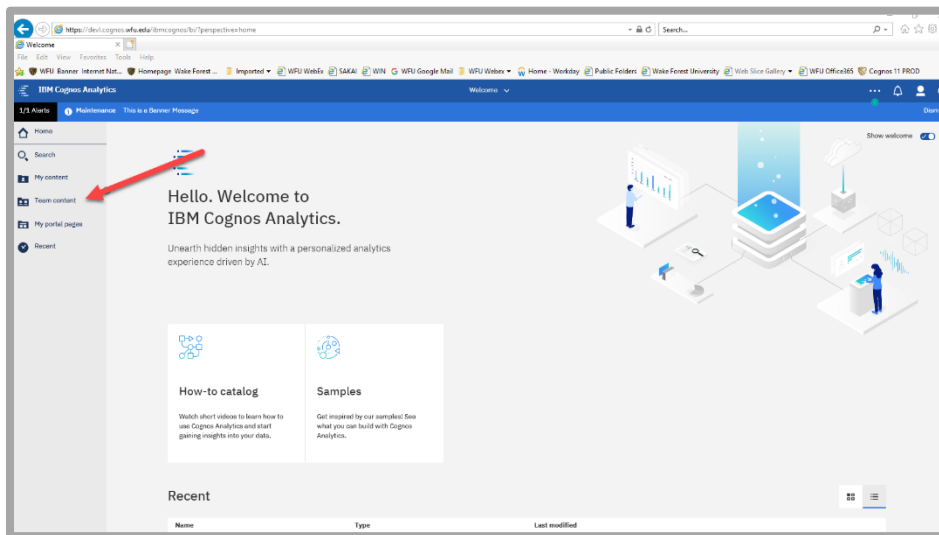 https://devl.cognos.wfu.edu/ibmcognos/bi/?perspective=home
Search...
Welcome
File Edit View Favorites Tools Help
WFU Banner Internet Nat... Homepage Wake Forest ... Imported WFU WebEx SAKAI WIN WFU Google Mail WFU Webex Home - Workday Public Folders Wake Forest University Web Slice Gallery WFU Office365 Cognos 11 PROD
IBM Cognos Analytics
Welcome
1/1 Alerts Maintenance This is a Banner Message
Home
Show welcome
Search
My content
Team content
My portal pages
Recent
Hello. Welcome to
IBM Cognos Analytics.
Unearth hidden insights with a personalized analytics
experience driven by AI.
How-to catalog
Watch short videos to learn how to
use Cognos Analytics and start
gaining insights into your data.
Samples
Get inspired by our samples! See
what you can build with Cognos
Analytics.
Recent
Name Type Last modified